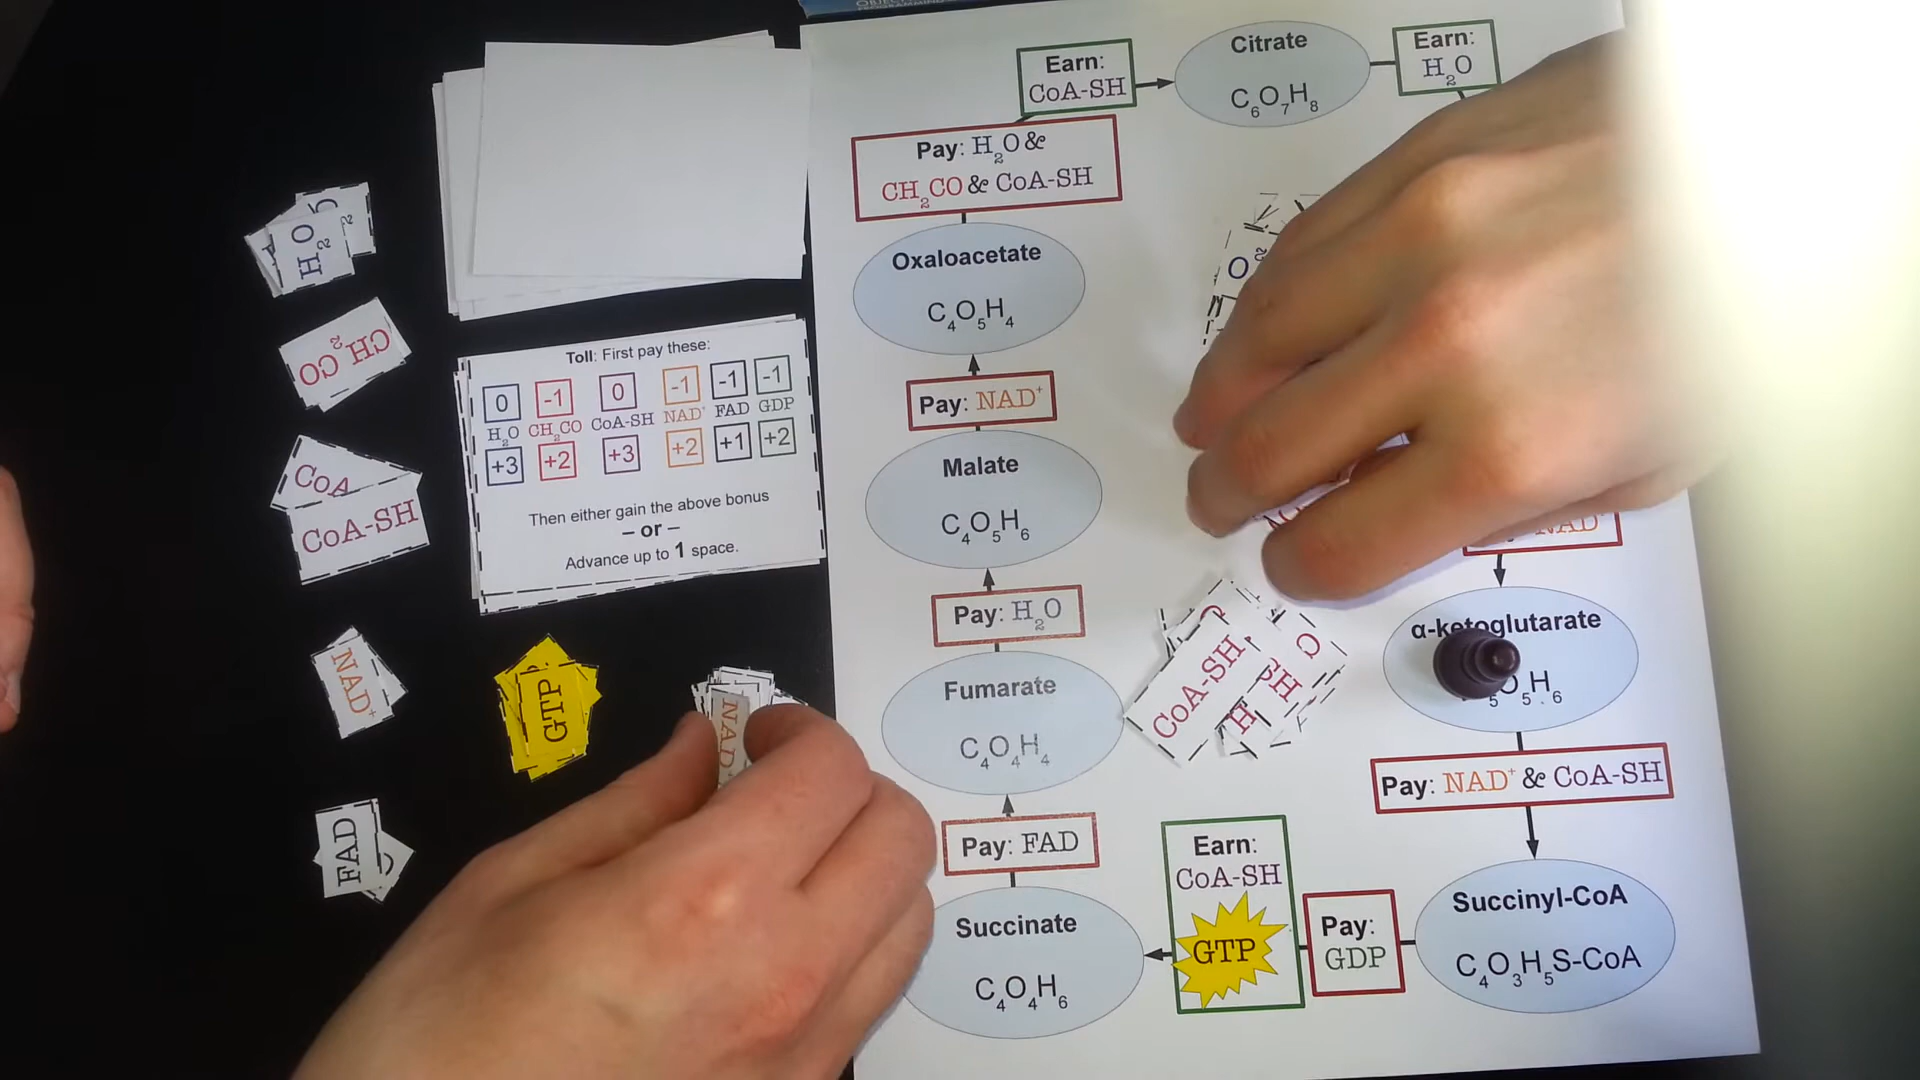 H₂O
CH₂CO
CoA
CoA-SH
NAD⁺
FAD
GTP
NAD⁺
Toll: First pay these:
0 -1 0 -1 -1 -1
H₂O CH₂CO CoA-SH NAD⁺ FAD GDP
+3 +2 +3 +2 +1 +2
Then either gain the above bonus
– or –
Advance up to 1 space.
Earn:
CoA-SH
Citrate
C₆O₇H₈
Earn:
H₂O
Pay: H₂O &
CH₂CO & CoA-SH
Oxaloacetate
C₄O₅H₄
Pay: NAD⁺
Malate
C₄O₅H₆
Pay: H₂O
Fumarate
C₄O₄H₄
Pay: FAD
Succinate
C₄O₄H₆
Earn:
CoA-SH
GTP
Pay:
GDP
Succinyl-CoA
C₄O₃H₅S-CoA
Pay: NAD⁺ & CoA-SH
α-ketoglutarate
₅O₅H₆
NAD⁺
CoA-SH